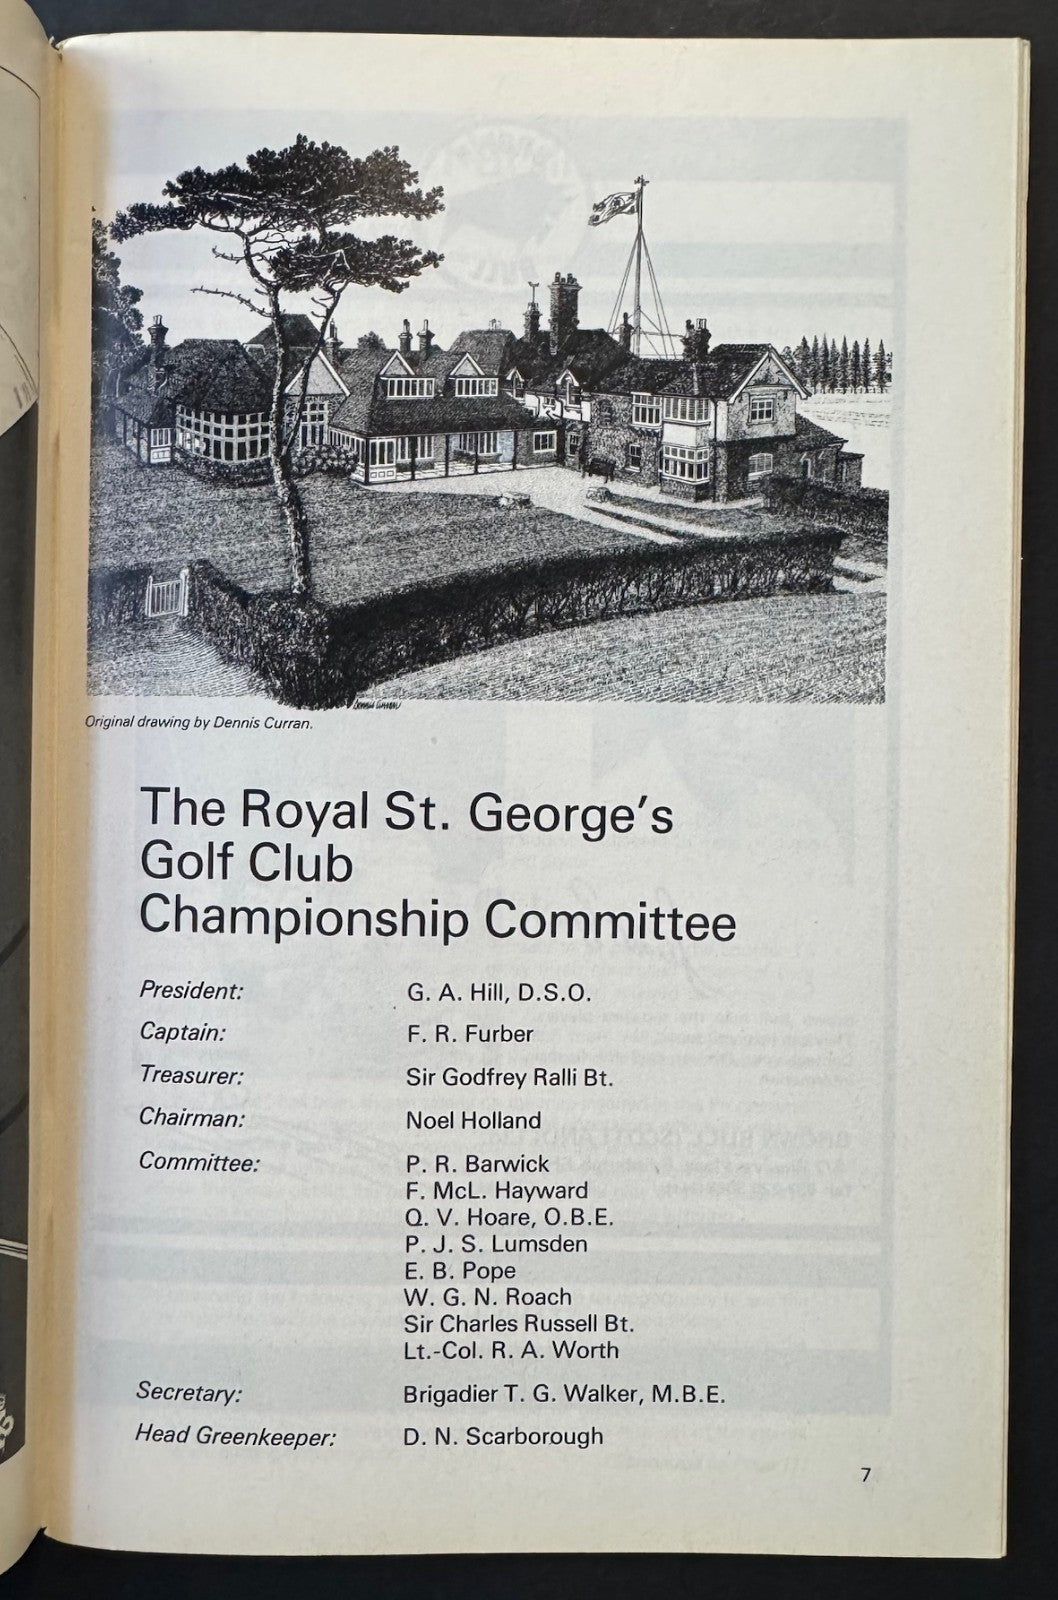 Original drawing by Dennis Curran.
The Royal St. George's
Golf Club
Championship Committee
President: G. A. Hill, D.S.O.
Captain: F. R. Furber
Treasurer: Sir Godfrey Ralli Bt.
Chairman: Noel Holland
Committee: P. R. Barwick
F. McL. Hayward
Q. V. Hoare, O.B.E.
P. J. S. Lumsden
E. B. Pope
W. G. N. Roach
Sir Charles Russell Bt.
Lt.-Col. R. A. Worth
Secretary: Brigadier T. G. Walker, M.B.E.
Head Greenkeeper: D. N. Scarborough
7